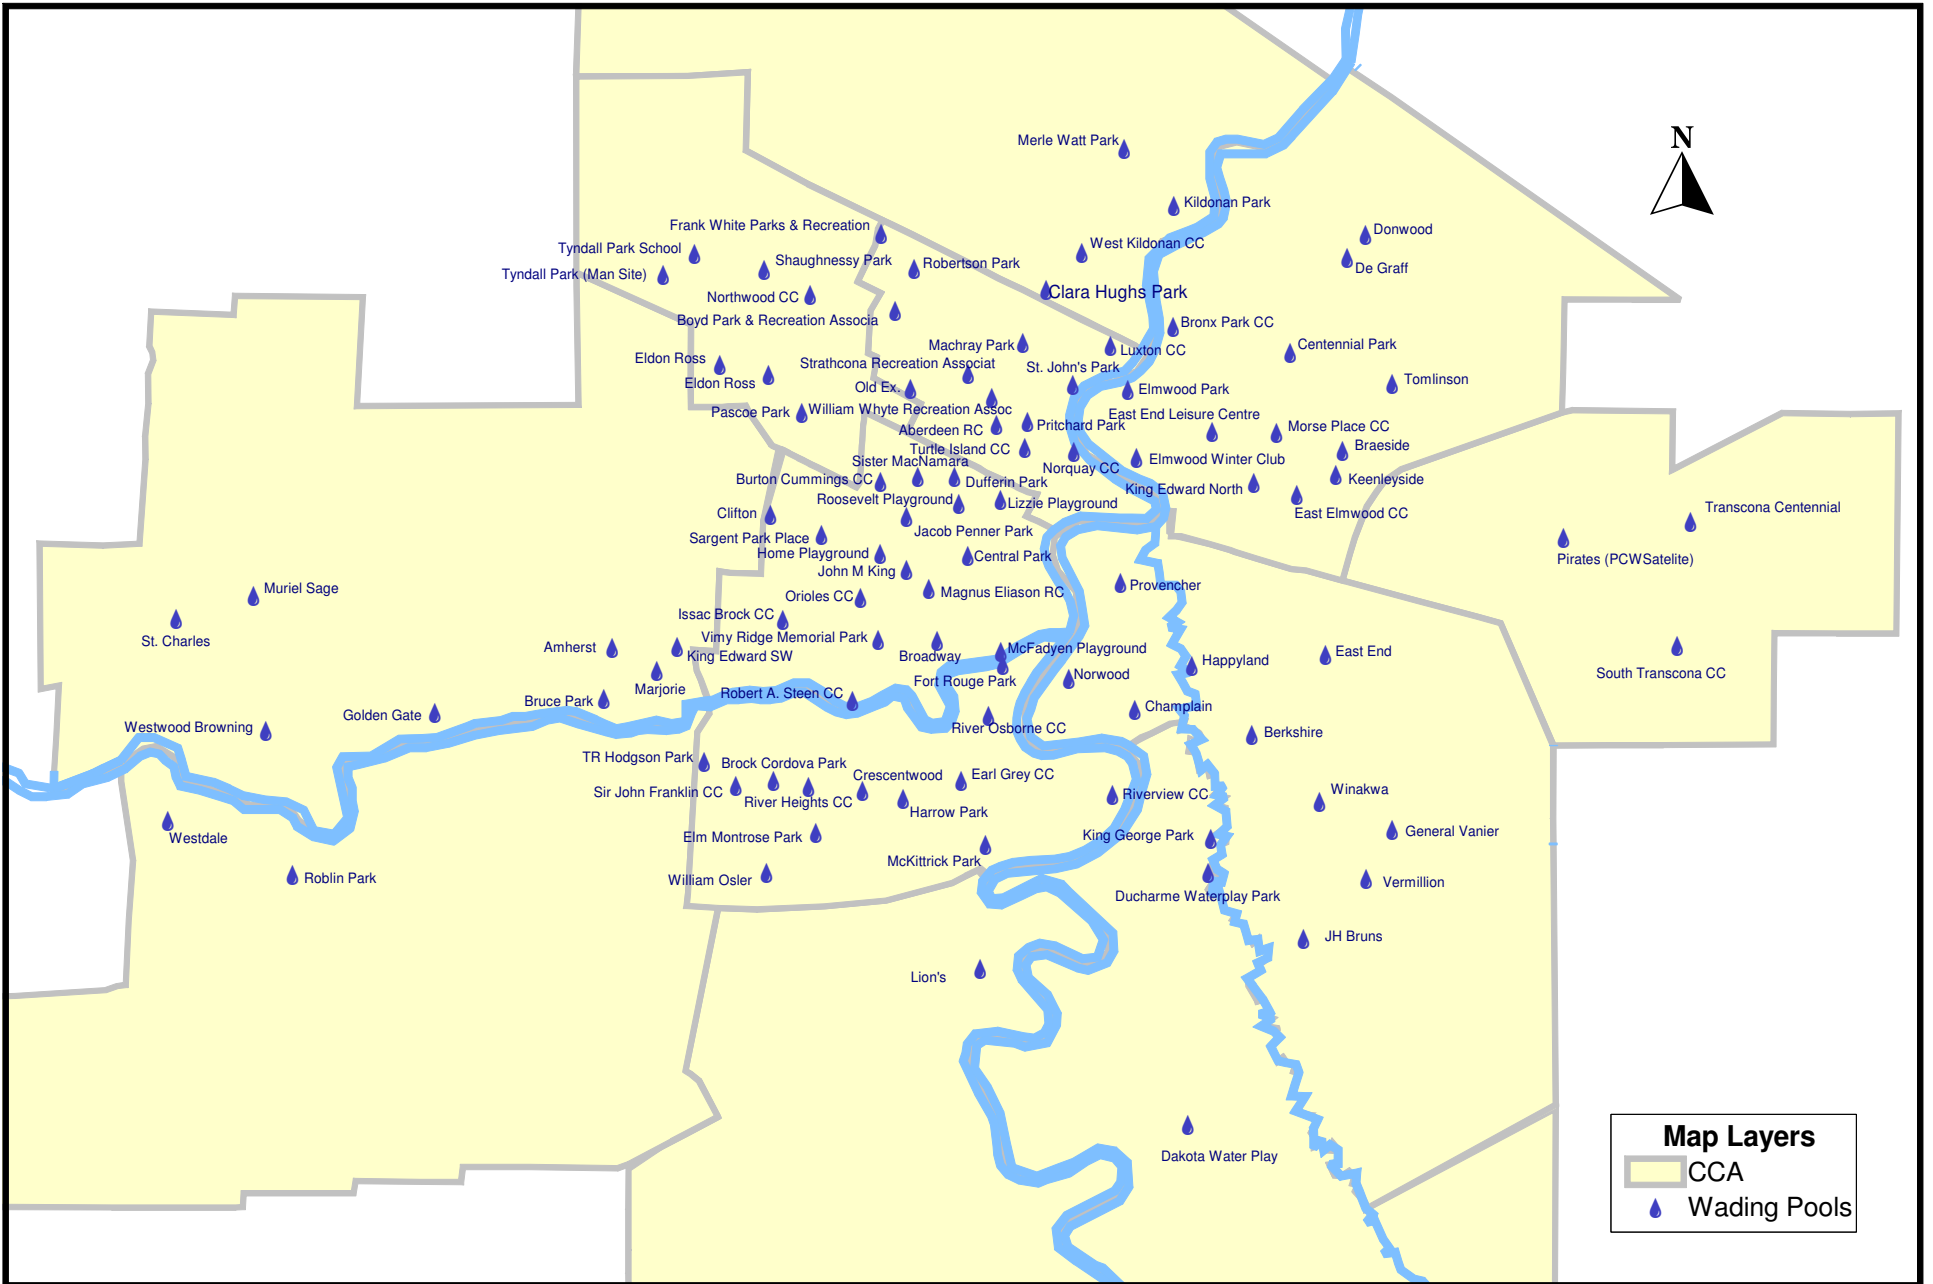 N
Merle Watt Park
Kildonan Park
Frank White Parks & Recreation
Donwood
Tyndall Park School
West Kildonan CC
Shaughnessy Park
Robertson Park
De Graff
Tyndall Park (Man Site)
Clara Hughs Park
Northwood CC
Boyd Park & Recreation Associa
Bronx Park CC
Machray Park
Luxton CC
Centennial Park
Eldon Ross
Strathcona Recreation Associat
St. John's Park
Eldon Ross
Old Ex.
Elmwood Park
Tomlinson
Pascoe Park
William Whyte Recreation Assoc
East End Leisure Centre
Aberdeen RC
Pritchard Park
Morse Place CC
Turtle Island CC
Braeside
Sister MacNamara
Norquay CC
Elmwood Winter Club
Burton Cummings CC
Dufferin Park
Keenleyside
King Edward North
Roosevelt Playground
Lizzie Playground
Clifton
East Elmwood CC
Transcona Centennial
Sargent Park Place
Jacob Penner Park
Home Playground
Central Park
Pirates (PCWSatelite)
John M King
Muriel Sage
Orioles CC
Magnus Eliason RC
Provencher
Issac Brock CC
St. Charles
Vimy Ridge Memorial Park
Amherst
King Edward SW
Broadway
McFadyen Playground
East End
Happyland
Marjorie
Fort Rouge Park
Norwood
South Transcona CC
Bruce Park
Robert A. Steen CC
Champlain
Golden Gate
Westwood Browning
River Osborne CC
Berkshire
TR Hodgson Park
Brock Cordova Park
Crescentwood
Earl Grey CC
Sir John Franklin CC
River Heights CC
Riverview CC
Winakwa
Harrow Park
Westdale
Elm Montrose Park
King George Park
General Vanier
McKittrick Park
Roblin Park
William Osler
Vermillion
Ducharme Waterplay Park
JH Bruns
Lion's
Dakota Water Play
Map Layers
CCA
Wading Pools